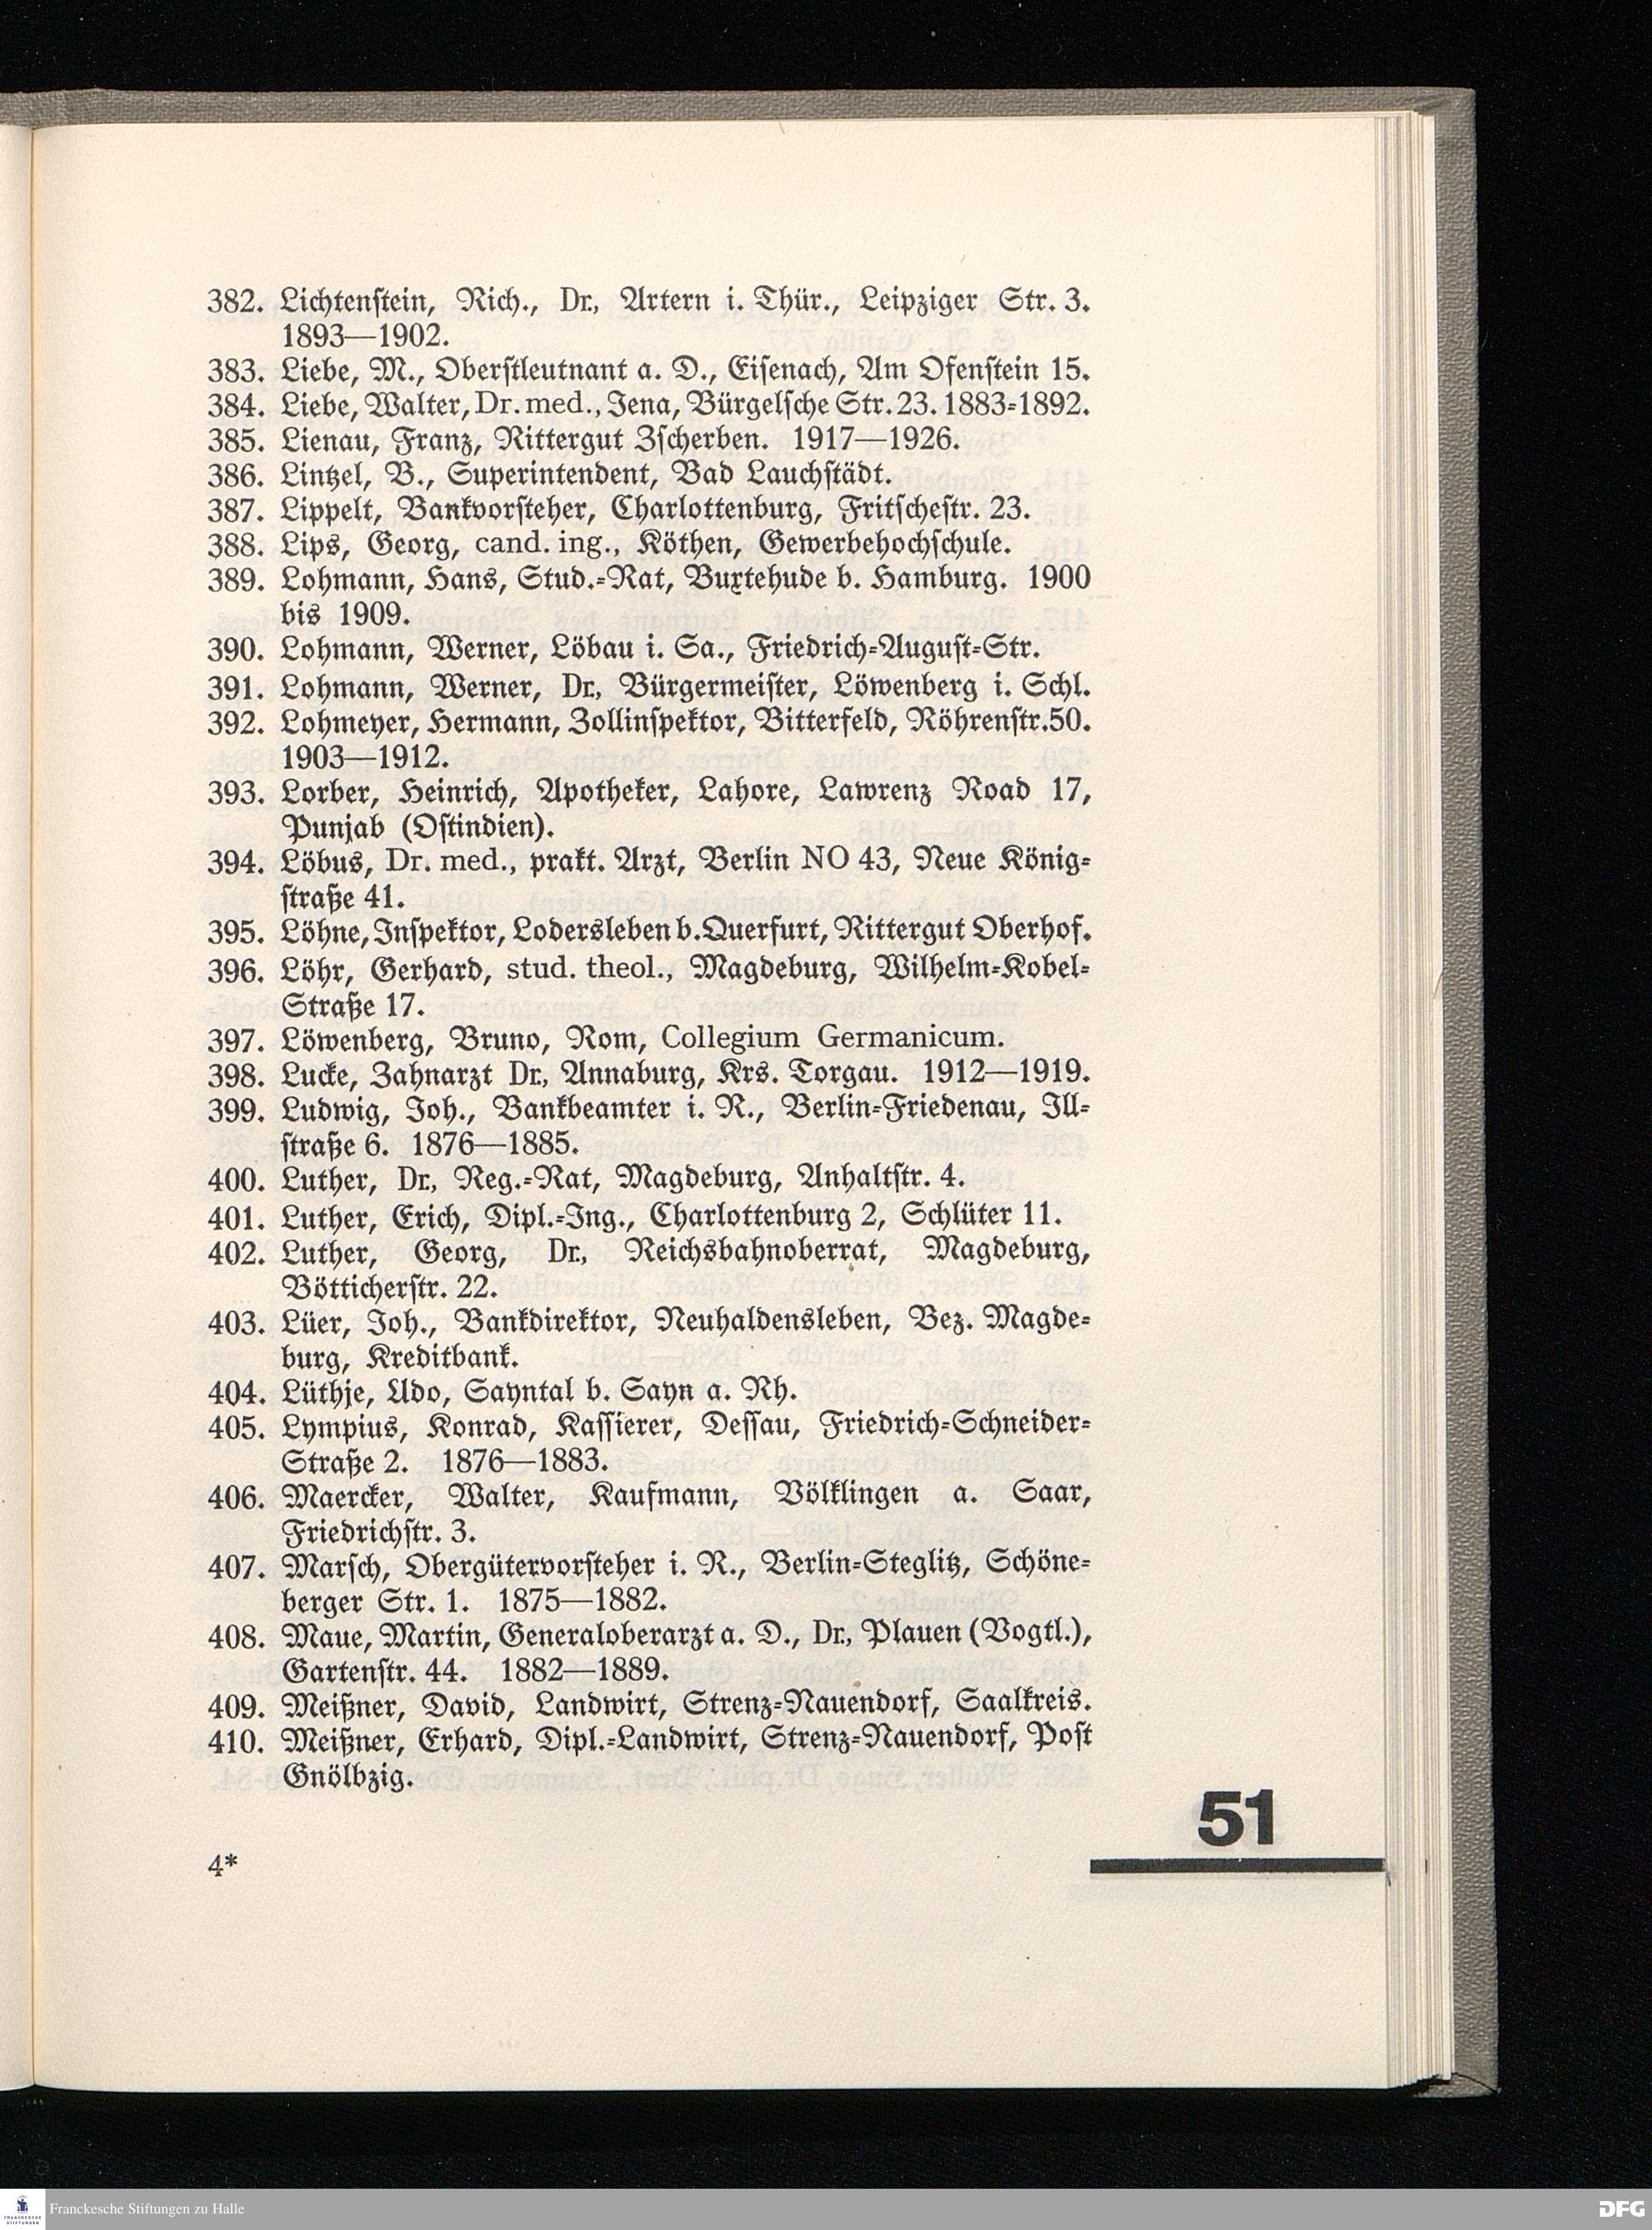 382. Lichtenstein, Rich., Dr., Artern i. Thür., Leipziger Str. 3.
1893—1902.
383. Liebe, M., Oberstleutnant a. D., Eisenach, Am Ofenstein 15.
384. Liebe, Walter, Dr. med., Jena, Bürgelsche Str. 23. 1883-1892.
385. Lienau, Franz, Rittergut Zscherben. 1917—1926.
386. Lintzel, B., Superintendent, Bad Lauchstädt.
387. Lippelt, Bankvorsteher, Charlottenburg, Fritschestr. 23.
388. Lips, Georg, cand. ing., Köthen, Gewerbehochschule.
389. Lohmann, Hans, Stud.-Rat, Buxtehude b. Hamburg. 1900
bis 1909.
390. Lohmann, Werner, Löbau i. Sa., Friedrich-August-Str.
391. Lohmann, Werner, Dr., Bürgermeister, Löwenberg i. Schl.
392. Lohmeyer, Hermann, Zollinspektor, Bitterfeld, Röhrenstr. 50.
1903—1912.
393. Lorber, Heinrich, Apotheker, Lahore, Lawrenz Road 17,
Punjab (Ostindien).
394. Löbus, Dr. med., prakt. Arzt, Berlin NO 43, Neue König-
straße 41.
395. Löhne, Inspektor, Lodersleben b. Querfurt, Rittergut Oberhof.
396. Löhr, Gerhard, stud. theol., Magdeburg, Wilhelm-Kobel-
Straße 17.
397. Löwenberg, Bruno, Rom, Collegium Germanicum.
398. Lucke, Zahnarzt Dr., Annaburg, Krs. Torgau. 1912—1919.
399. Ludwig, Joh., Bankbeamter i. R., Berlin-Friedenau, Ill-
straße 6. 1876—1885.
400. Luther, Dr., Reg.-Rat, Magdeburg, Anhaltstr. 4.
401. Luther, Erich, Dipl.-Ing., Charlottenburg 2, Schlüter 11.
402. Luther, Georg, Dr., Reichsbahnoberrat, Magdeburg,
Bötticherstr. 22.
403. Lüer, Joh., Bankdirektor, Neuhaldensleben, Bez. Magde-
burg, Kreditbank.
404. Lüthje, Udo, Sayntal b. Sayn a. Rh.
405. Lympius, Konrad, Kassierer, Dessau, Friedrich-Schneider-
Straße 2. 1876—1883.
406. Maercker, Walter, Kaufmann, Völklingen a. Saar,
Friedrichstr. 3.
407. Marsch, Obergütervorsteher i. R., Berlin-Steglitz, Schöne-
berger Str. 1. 1875—1882.
408. Maue, Martin, Generaloberarzt a. D., Dr., Plauen (Vogtl.),
Gartenstr. 44. 1882—1889.
409. Meißner, David, Landwirt, Strenz-Nauendorf, Saalkreis.
410. Meißner, Erhard, Dipl.-Landwirt, Strenz-Nauendorf, Post
Gnölbzig.
51
4*
FRANCKESCHE STIFTUNGEN
Franckesche Stiftungen zu Halle
DFG